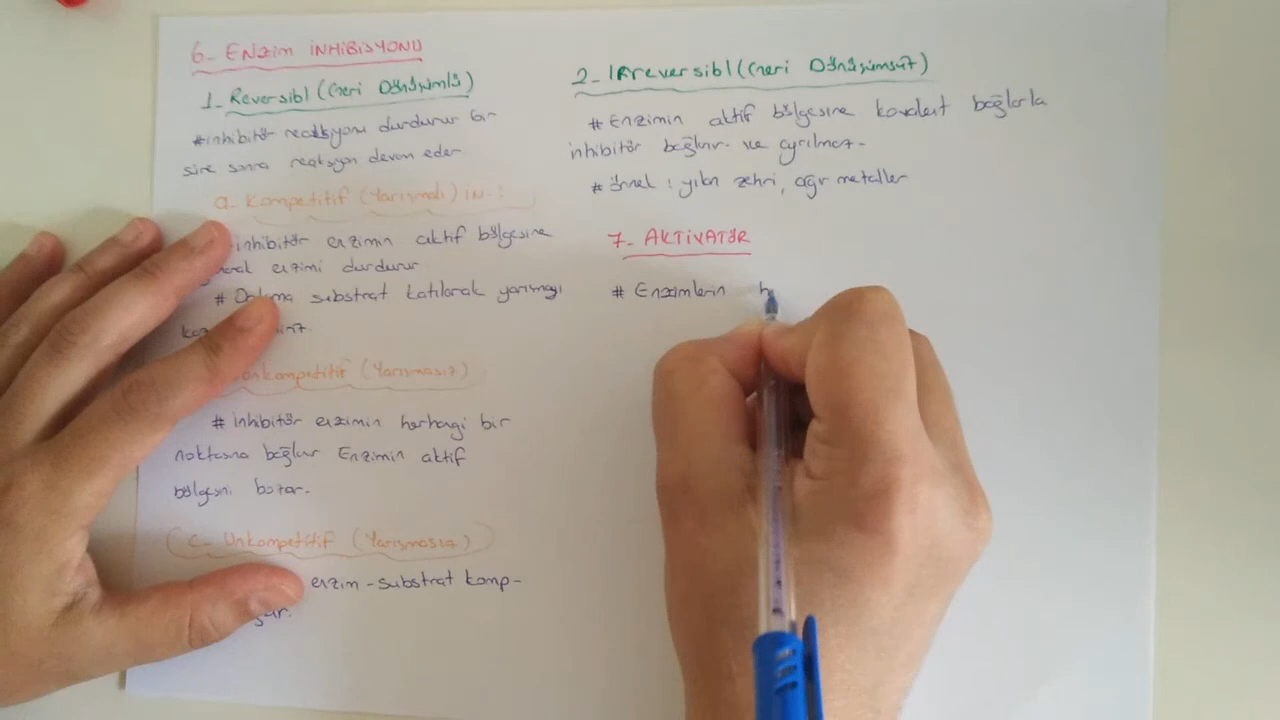 6- ENZİM İNHİBİSYONU
1- Reversibl (Geri Dönüşümlü)
#inhibitör reaksiyonu durdurur bir
süre sonra reaksiyon devam eder
a- Kompetitif (Yarışmalı) in.:
inhibitör enzimin aktif bölgesine
enzimi durdurur
# substrat katılarak yarışmayı
nonkompetitif (Yarışmasız)
# inhibitör enzimin herhangi bir
noktasına bağlanır Enzimin aktif
bölgesini bozar.
C- Unkompetitif (Yarışmasız)
enzim-substrat komp-
2- Irreversibl (Geri Dönüşümsüz)
# Enzimin aktif bölgesine kovalent bağlarla
inhibitör bağlanır. ve ayrılmaz.
# Örnek : yılan zehri, ağır metaller
7- AKTİVATÖR
# Enzimlerin h